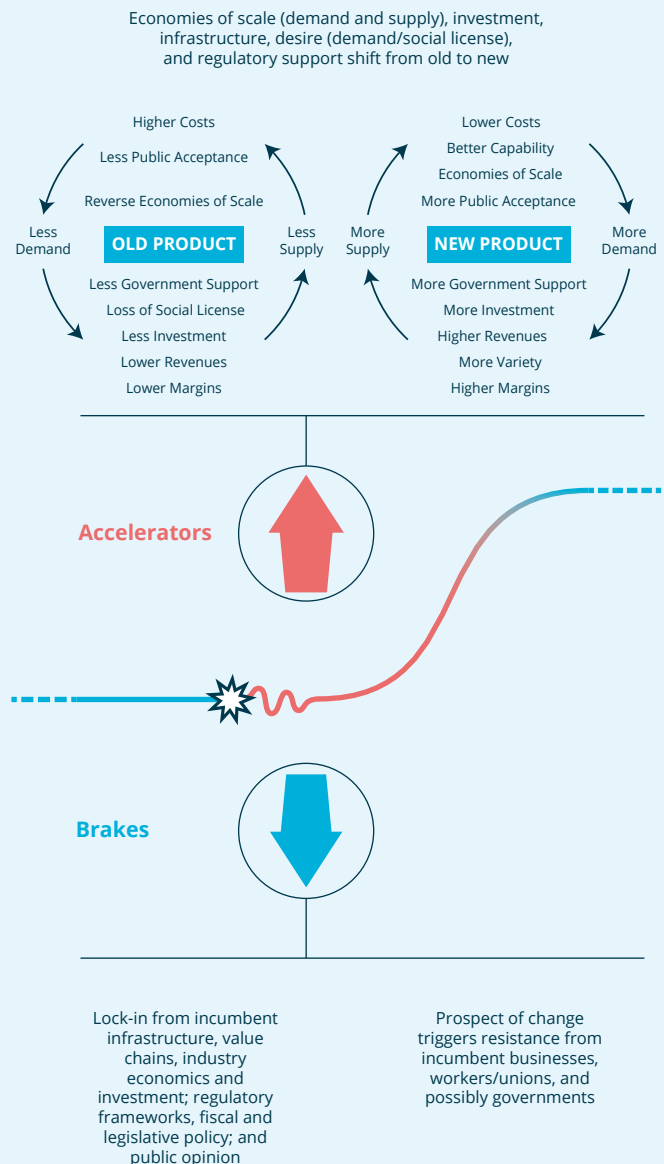 Economies of scale (demand and supply), investment,
infrastructure, desire (demand/social license),
and regulatory support shift from old to new
Higher Costs
Less Public Acceptance
Reverse Economies of Scale
Less
Demand
OLD PRODUCT
Less
Supply
Less Government Support
Loss of Social License
Less Investment
Lower Revenues
Lower Margins
Lower Costs
Better Capability
Economies of Scale
More Public Acceptance
More
Supply
NEW PRODUCT
More
Demand
More Government Support
More Investment
Higher Revenues
More Variety
Higher Margins
Accelerators
Brakes
Lock-in from incumbent
infrastructure, value
chains, industry
economics and
investment; regulatory
frameworks, fiscal and
legislative policy; and
public opinion
Prospect of change
triggers resistance from
incumbent businesses,
workers/unions, and
possibly governments